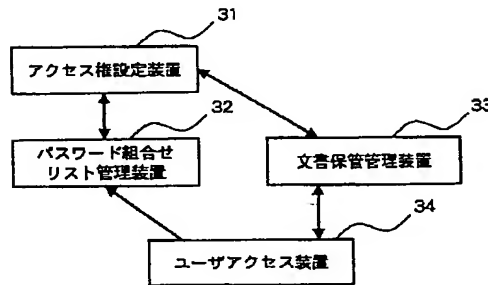 31
アクセス権設定装置
32
パスワード組合せ
リスト管理装置
33
文書保管管理装置
34
ユーザアクセス装置